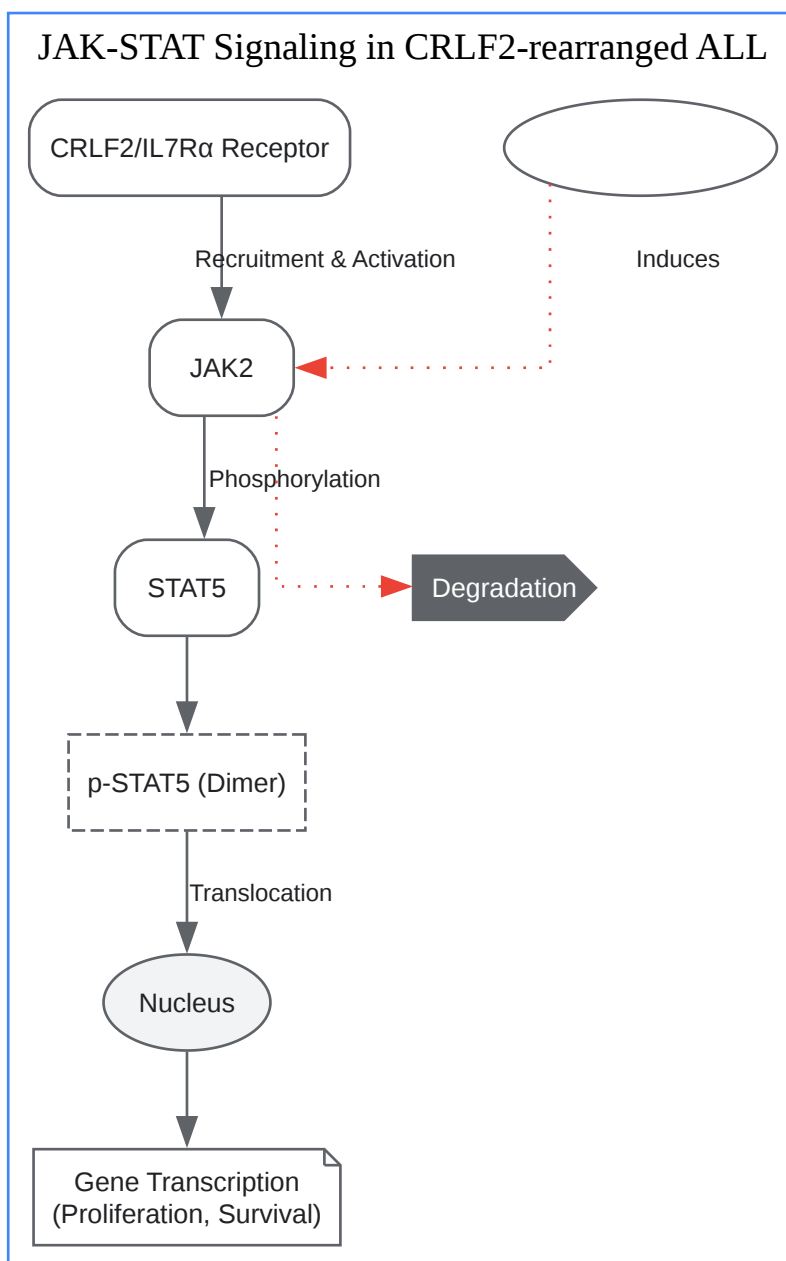 JAK-STAT Signaling in CRLF2-rearranged ALL
CRLF2/IL7Rα Receptor
Recruitment & Activation
Induces
JAK2
Phosphorylation
STAT5
Degradation
p-STAT5 (Dimer)
Translocation
Nucleus
Gene Transcription
(Proliferation, Survival)